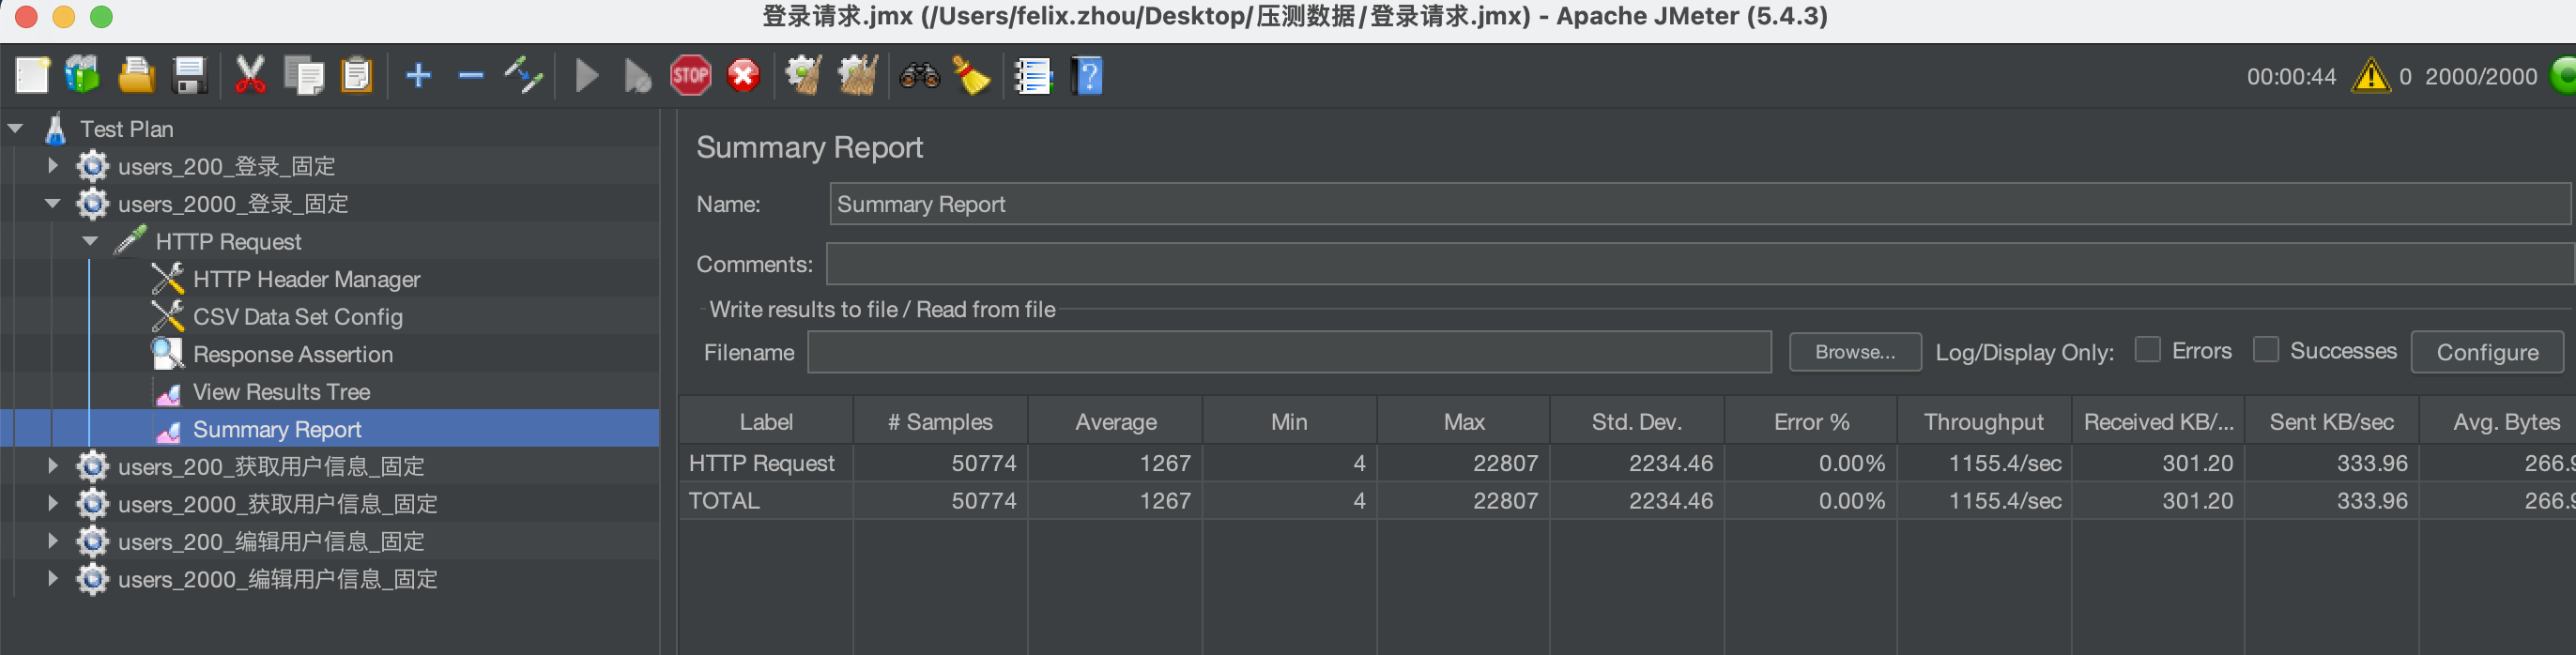 登录请求.jmx (/Users/felix.zhou/Desktop/压测数据/登录请求.jmx) - Apache JMeter (5.4.3)
STOP
00:00:44 0 2000/2000
Test Plan
users_200_登录_固定
users_2000_登录_固定
HTTP Request
HTTP Header Manager
CSV Data Set Config
Response Assertion
View Results Tree
Summary Report
users_200_获取用户信息_固定
users_2000_获取用户信息_固定
users_200_编辑用户信息_固定
users_2000_编辑用户信息_固定
Summary Report
Name: Summary Report
Comments:
Write results to file / Read from file
Filename Browse... Log/Display Only: Errors Successes Configure
Label # Samples Average Min Max Std. Dev. Error % Throughput Received KB/... Sent KB/sec Avg. Bytes
HTTP Request 50774 1267 4 22807 2234.46 0.00% 1155.4/sec 301.20 333.96 266.9
TOTAL 50774 1267 4 22807 2234.46 0.00% 1155.4/sec 301.20 333.96 266.9